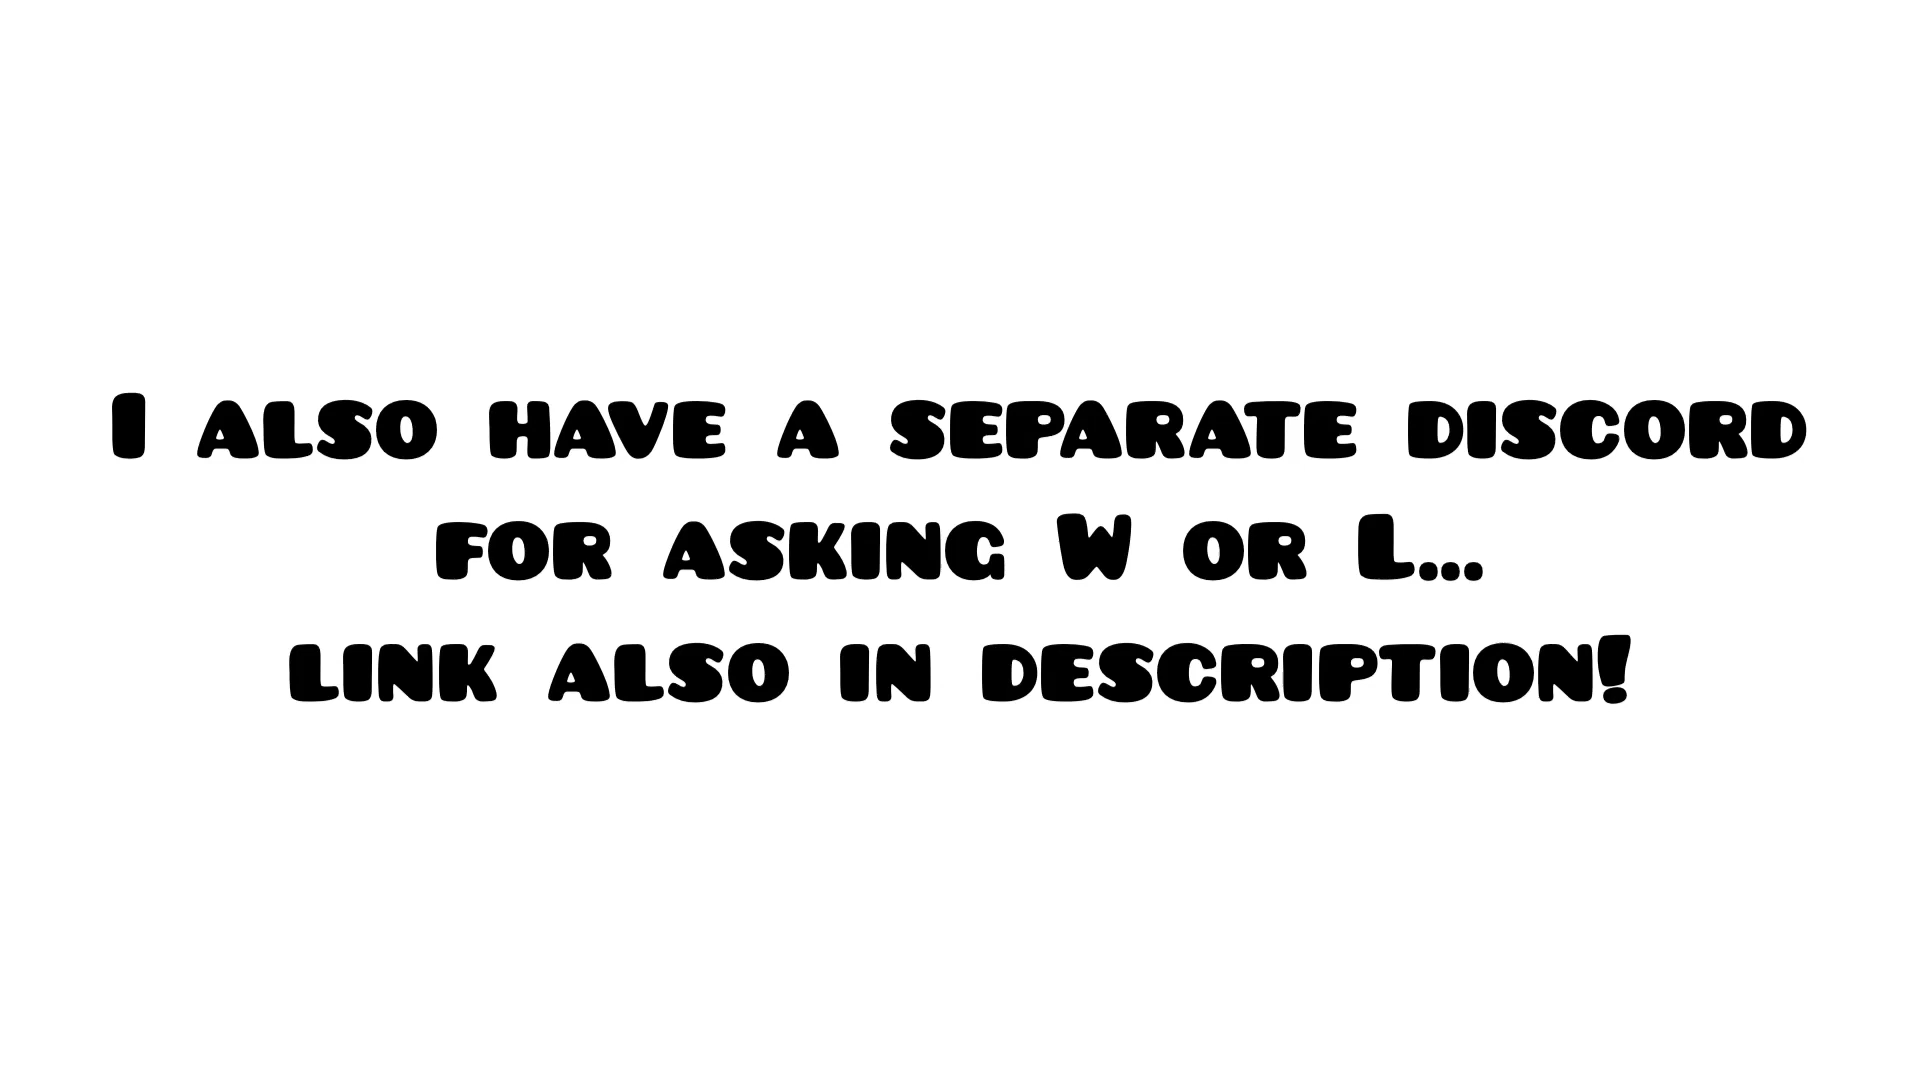 I also have a separate discord
for asking W or L...
link also in description!